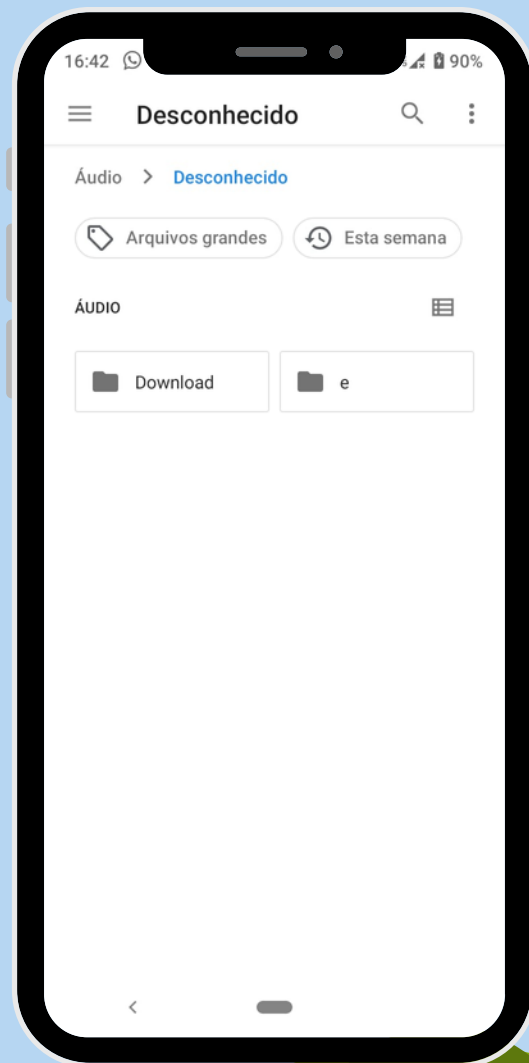 16:42 90%
Desconhecido
Áudio > Desconhecido
Arquivos grandes Esta semana
ÁUDIO
Download e